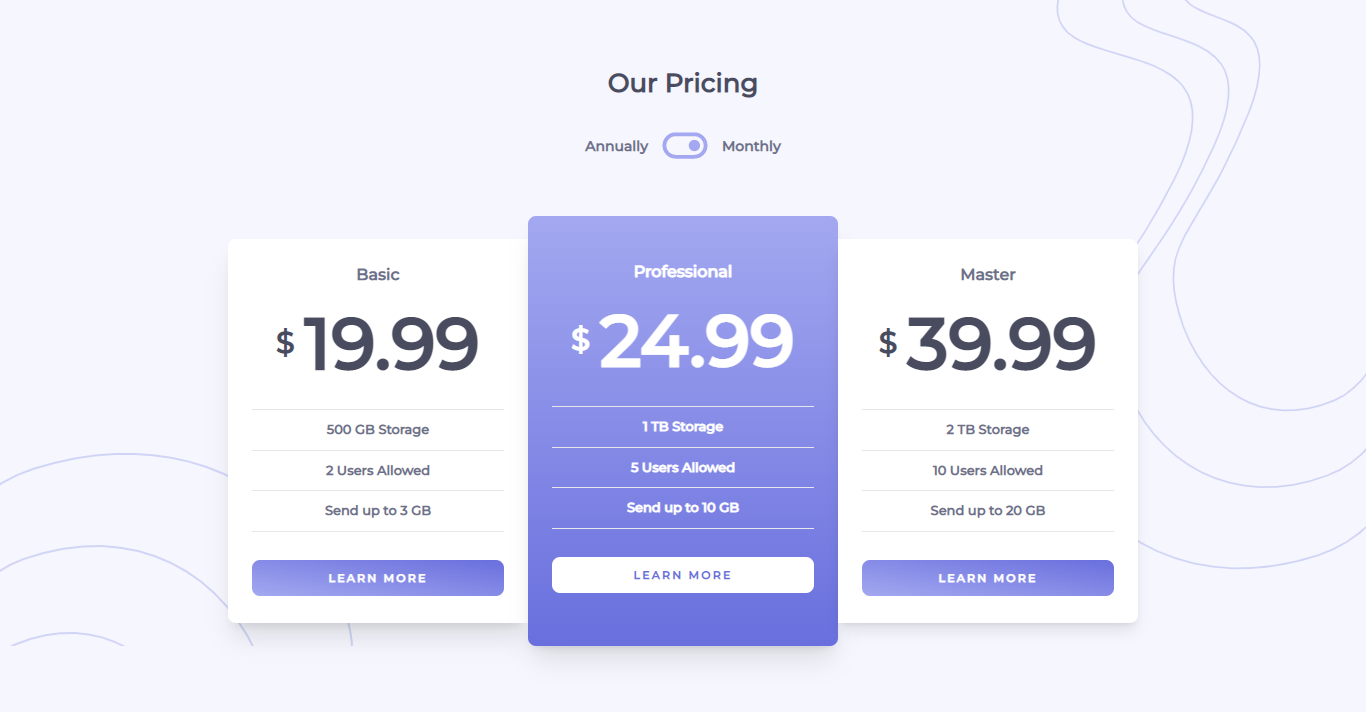 Our Pricing
Annually Monthly
Basic
$ 19.99
500 GB Storage
2 Users Allowed
Send up to 3 GB
LEARN MORE
Professional
$ 24.99
1 TB Storage
5 Users Allowed
Send up to 10 GB
LEARN MORE
Master
$ 39.99
2 TB Storage
10 Users Allowed
Send up to 20 GB
LEARN MORE